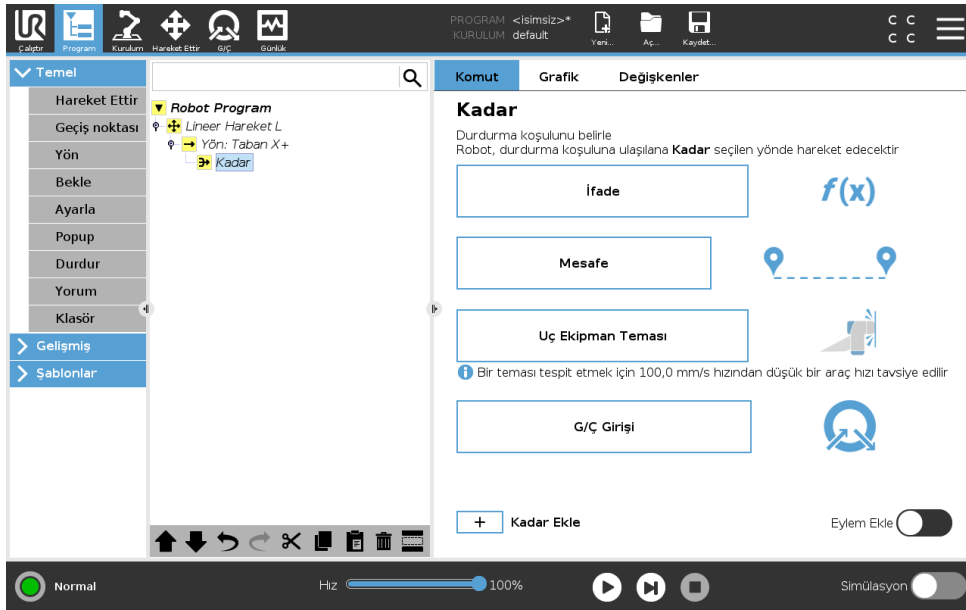 UR
PROGRAM <isimsiz>*
KURULUM default
Çalıştır Program Kurulum Hareket Ettir G/Ç Günlük
Yeni... Aç... Kaydet...
C C
C C
Temel
Hareket Ettir
Geçiş noktası
Yön
Bekle
Ayarla
Popup
Durdur
Yorum
Klasör
Gelişmiş
Şablonlar
Robot Program
Lineer Hareket L
Yön: Taban X+
Kadar
Komut Grafik Değişkenler
Kadar
Durdurma koşulunu belirle
Robot, durdurma koşuluna ulaşılana Kadar seçilen yönde hareket edecektir
İfade f(x)
Mesafe
Uç Ekipman Teması
Bir teması tespit etmek için 100,0 mm/s hızından düşük bir araç hızı tavsiye edilir
G/Ç Girişi
+ Kadar Ekle
Eylem Ekle
Normal
Hız 100%
Simülasyon